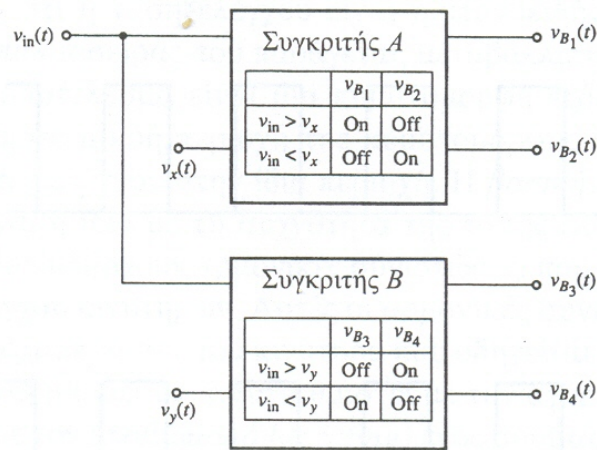 v_in(t)
Συγκριτής A
v_B1 v_B2
v_in > v_x On Off
v_in < v_x Off On
v_x(t)
v_B1(t)
v_B2(t)
Συγκριτής B
v_B3 v_B4
v_in > v_y Off On
v_in < v_y On Off
v_y(t)
v_B3(t)
v_B4(t)